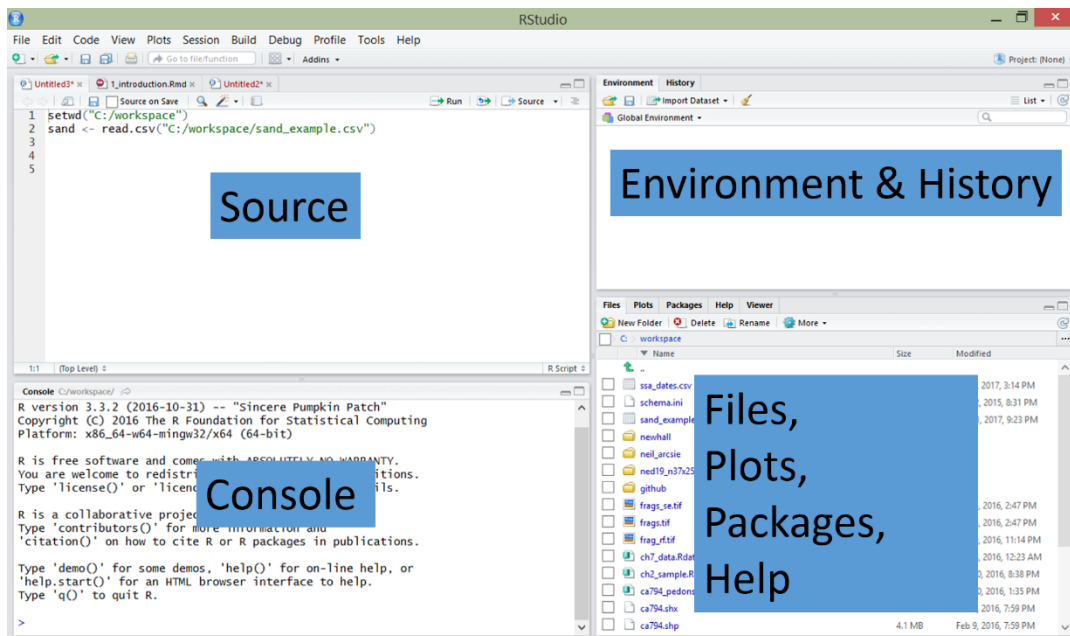 RStudio
File Edit Code View Plots Session Build Debug Profile Tools Help
Go to file/function Addins
Project: (None)
Untitled3* 1_introduction.Rmd Untitled2*
Source on Save Run Source
1 setwd("C:/workspace")
2 sand <- read.csv("C:/workspace/sand_example.csv")
3
4
5
Source
1:1 (Top Level) R Script
Console C:/workspace/
R version 3.3.2 (2016-10-31) -- "Sincere Pumpkin Patch"
Copyright (C) 2016 The R Foundation for Statistical Computing
Platform: x86_64-w64-mingw32/x64 (64-bit)
R is free software and comes with ABSOLUTELY NO WARRANTY.
You are welcome to
Type 'license()' or
R is a collaborative
Type 'contributors()' for more information and
'citation()' on how to cite R or R packages in publications.
Type 'demo()' for some demos, 'help()' for on-line help, or
'help.start()' for an HTML browser interface to help.
Type 'q()' to quit R.
>
Console
Environment History
Import Dataset List
Global Environment
Environment & History
Files Plots Packages Help Viewer
New Folder Delete Rename More
C: workspace
Name Size Modified
..
ssa_dates.csv 2017, 3:14 PM
schema.ini 2015, 8:31 PM
sand_example 2017, 9:23 PM
newhall
neil_arcsie
ned19_n37x25
github
frags_se.tif 2016, 2:47 PM
frags.tif 2016, 2:47 PM
frag_rf.tif 2016, 11:14 PM
ch7_data.Rdat 2016, 12:23 AM
ch2_sample.R 2016, 8:38 PM
ca794_pedons 2016, 1:35 PM
ca794.shx 2016, 7:59 PM
ca794.shp 4.1 MB Feb 9, 2016, 7:59 PM
Files,
Plots,
Packages,
Help